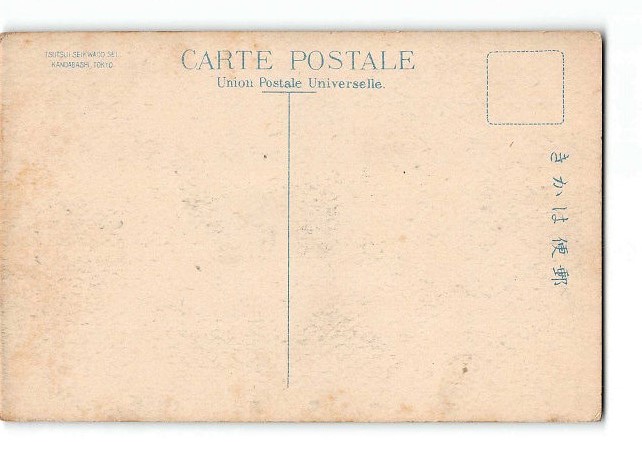 TSUTSUI SEIKWADO SEI.
KANDABASHI, TOKYO.
CARTE POSTALE
Union Postale Universelle.
きかは便郵